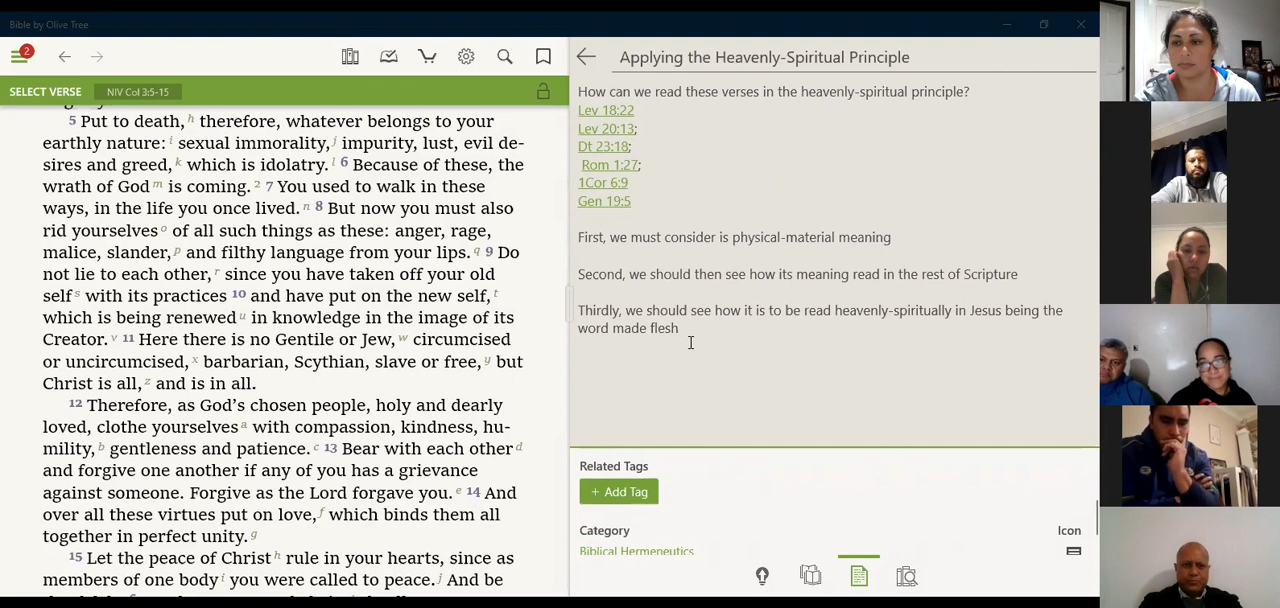 Bible by Olive Tree
2
SELECT VERSE NIV Col 3:5-15
5 Put to death, h therefore, whatever belongs to your
earthly nature: i sexual immorality, j impurity, lust, evil de-
sires and greed, k which is idolatry. l 6 Because of these, the
wrath of God m is coming. 2 7 You used to walk in these
ways, in the life you once lived. n 8 But now you must also
rid yourselves o of all such things as these: anger, rage,
malice, slander, p and filthy language from your lips. q 9 Do
not lie to each other, r since you have taken off your old
self s with its practices 10 and have put on the new self, t
which is being renewed u in knowledge in the image of its
Creator. v 11 Here there is no Gentile or Jew, w circumcised
or uncircumcised, x barbarian, Scythian, slave or free, y but
Christ is all, z and is in all.
12 Therefore, as God's chosen people, holy and dearly
loved, clothe yourselves a with compassion, kindness, hu-
mility, b gentleness and patience. c 13 Bear with each other d
and forgive one another if any of you has a grievance
against someone. Forgive as the Lord forgave you. e 14 And
over all these virtues put on love, f which binds them all
together in perfect unity. g
15 Let the peace of Christ h rule in your hearts, since as
members of one body i you were called to peace. j And be
Applying the Heavenly-Spiritual Principle
How can we read these verses in the heavenly-spiritual principle?
Lev 18:22
Lev 20:13;
Dt 23:18;
Rom 1:27;
1Cor 6:9
Gen 19:5
First, we must consider is physical-material meaning
Second, we should then see how its meaning read in the rest of Scripture
Thirdly, we should see how it is to be read heavenly-spiritually in Jesus being the
word made flesh
Related Tags
+ Add Tag
Category Icon
Biblical Hermeneutics